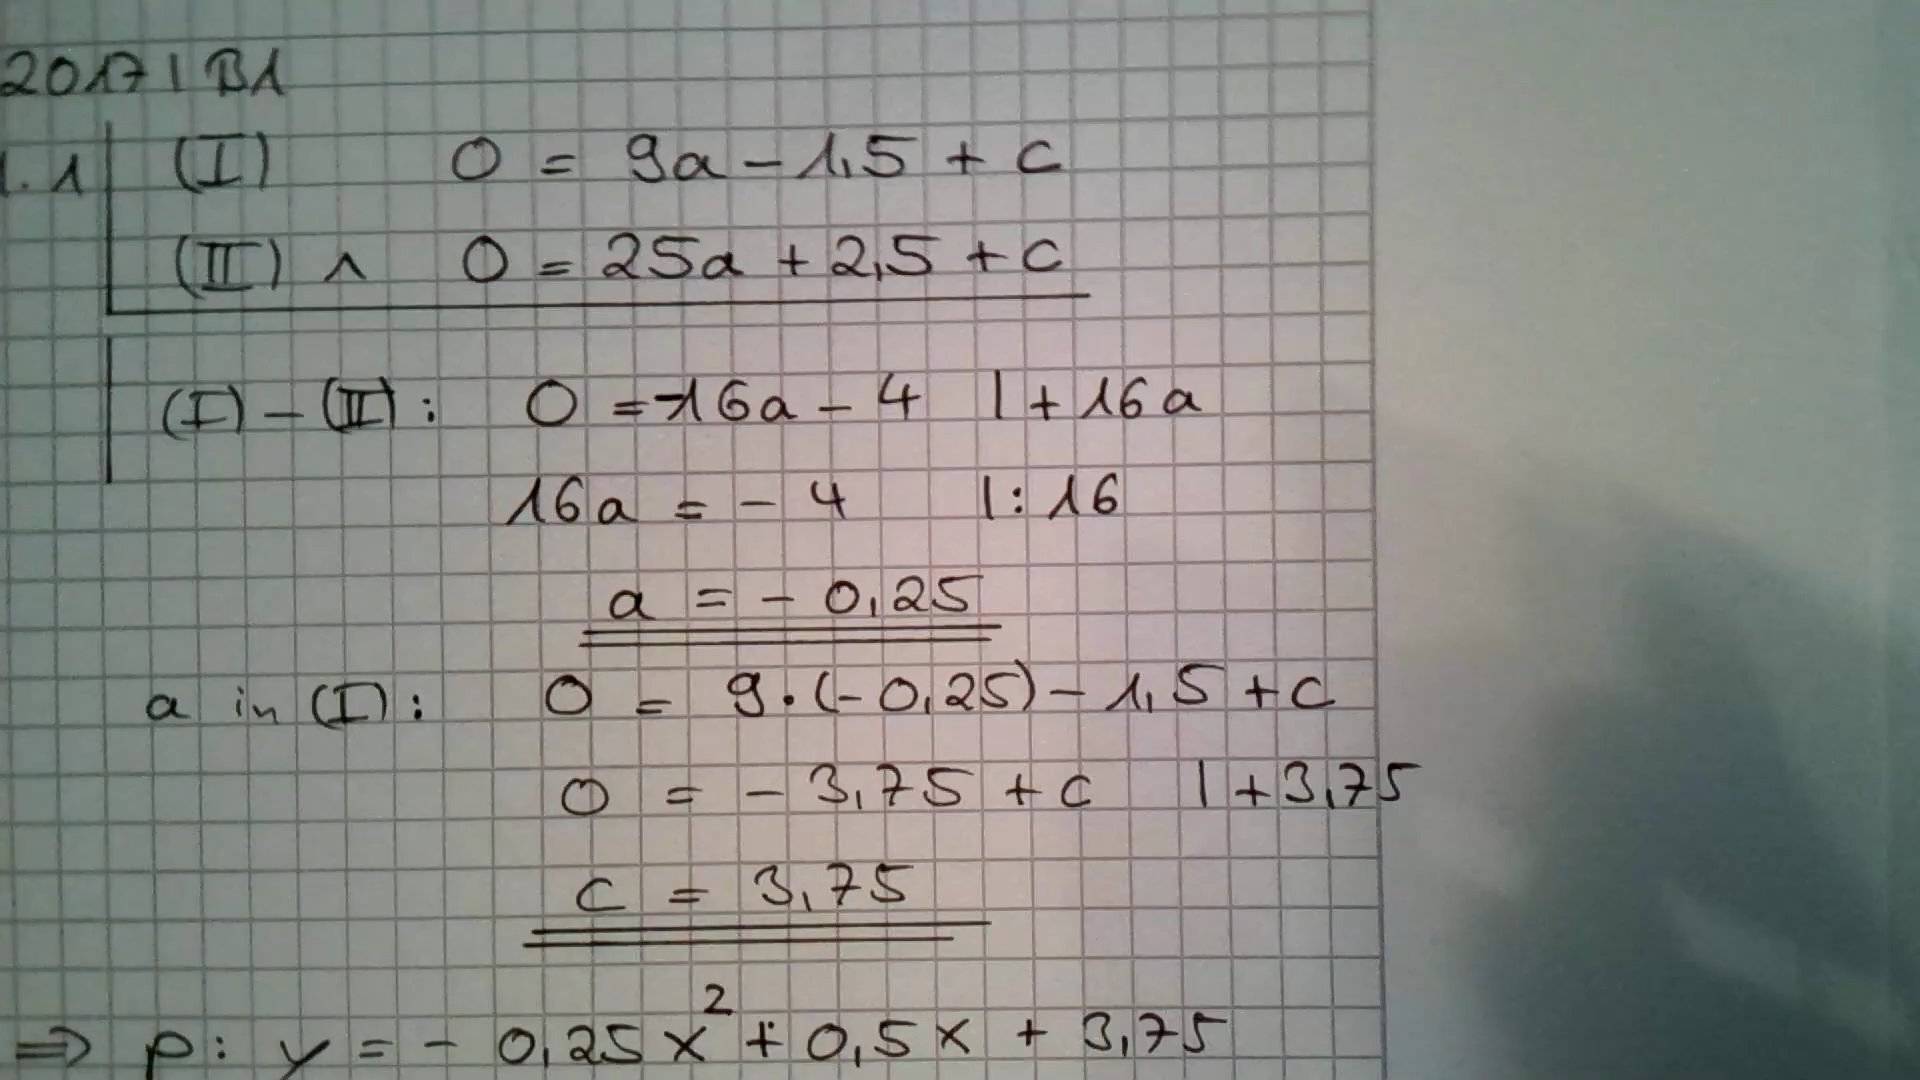 2017 | B1
1.1 (I) 0 = 9a - 1,5 + c
(II) ∧ 0 = 25a + 2,5 + c
(I) - (II): 0 = -16a - 4 | + 16a
16a = - 4 | : 16
a = - 0,25
a in (I): 0 = 9 · (- 0,25) - 1,5 + c
0 = - 3,75 + c | + 3,75
c = 3,75
⇒ p: y = - 0,25x² + 0,5x + 3,75